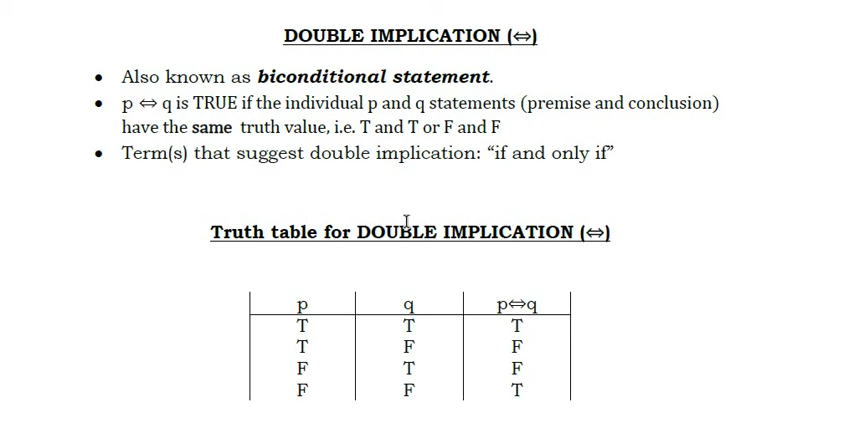 DOUBLE IMPLICATION (⇔)
• Also known as biconditional statement.
• p ⇔ q is TRUE if the individual p and q statements (premise and conclusion)
have the same truth value, i.e. T and T or F and F
• Term(s) that suggest double implication: “if and only if”
Truth table for DOUBLE IMPLICATION (⇔)
p q p⇔q
T T T
T F F
F T F
F F T